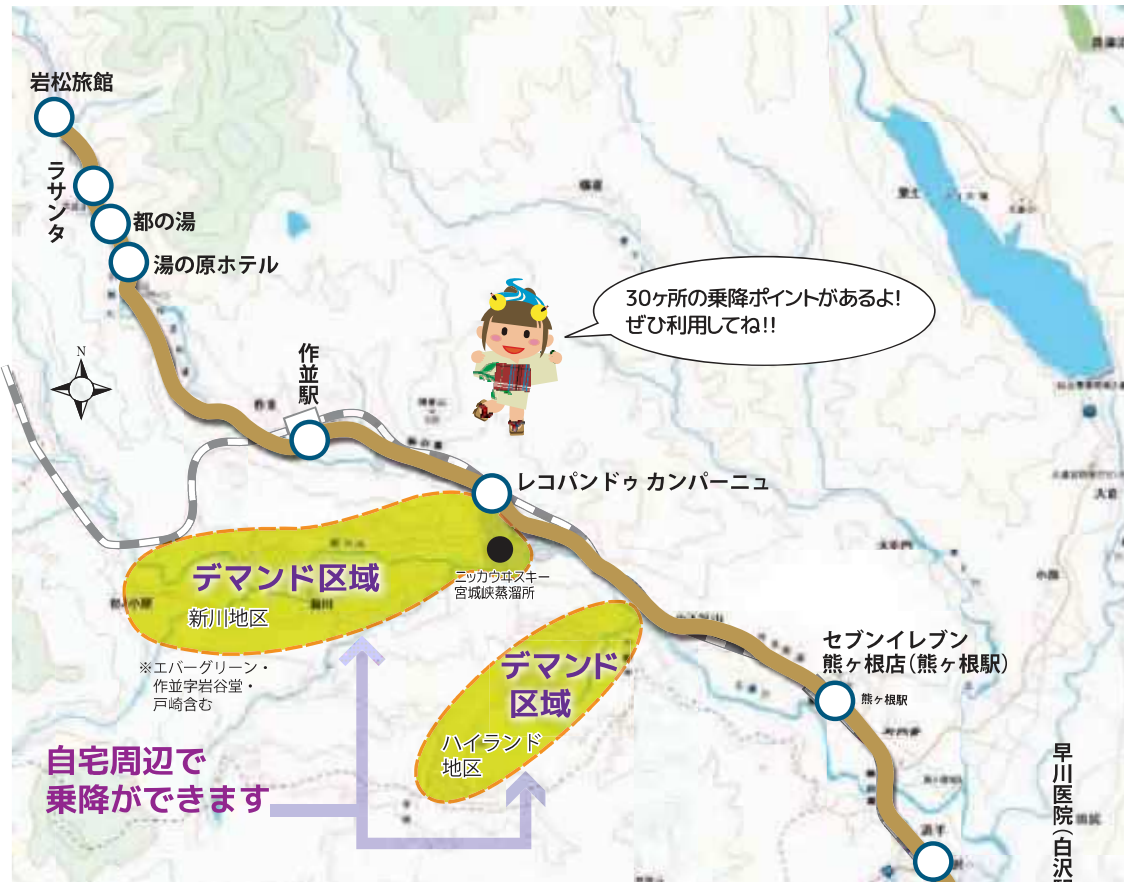 岩松旅館
ラサンタ
都の湯
湯の原ホテル
N
作並駅
30ヶ所の乗降ポイントがあるよ!
ぜひ利用してね!!
レコパンドゥ カンパーニュ
ニッカウヰスキー
宮城峡蒸溜所
デマンド区域
新川地区
※エバーグリーン・
作並字岩谷堂・
戸崎含む
デマンド
区域
ハイランド
地区
自宅周辺で
乗降ができます
セブンイレブン
熊ヶ根店(熊ヶ根駅)
熊ヶ根駅
早川医院(白沢